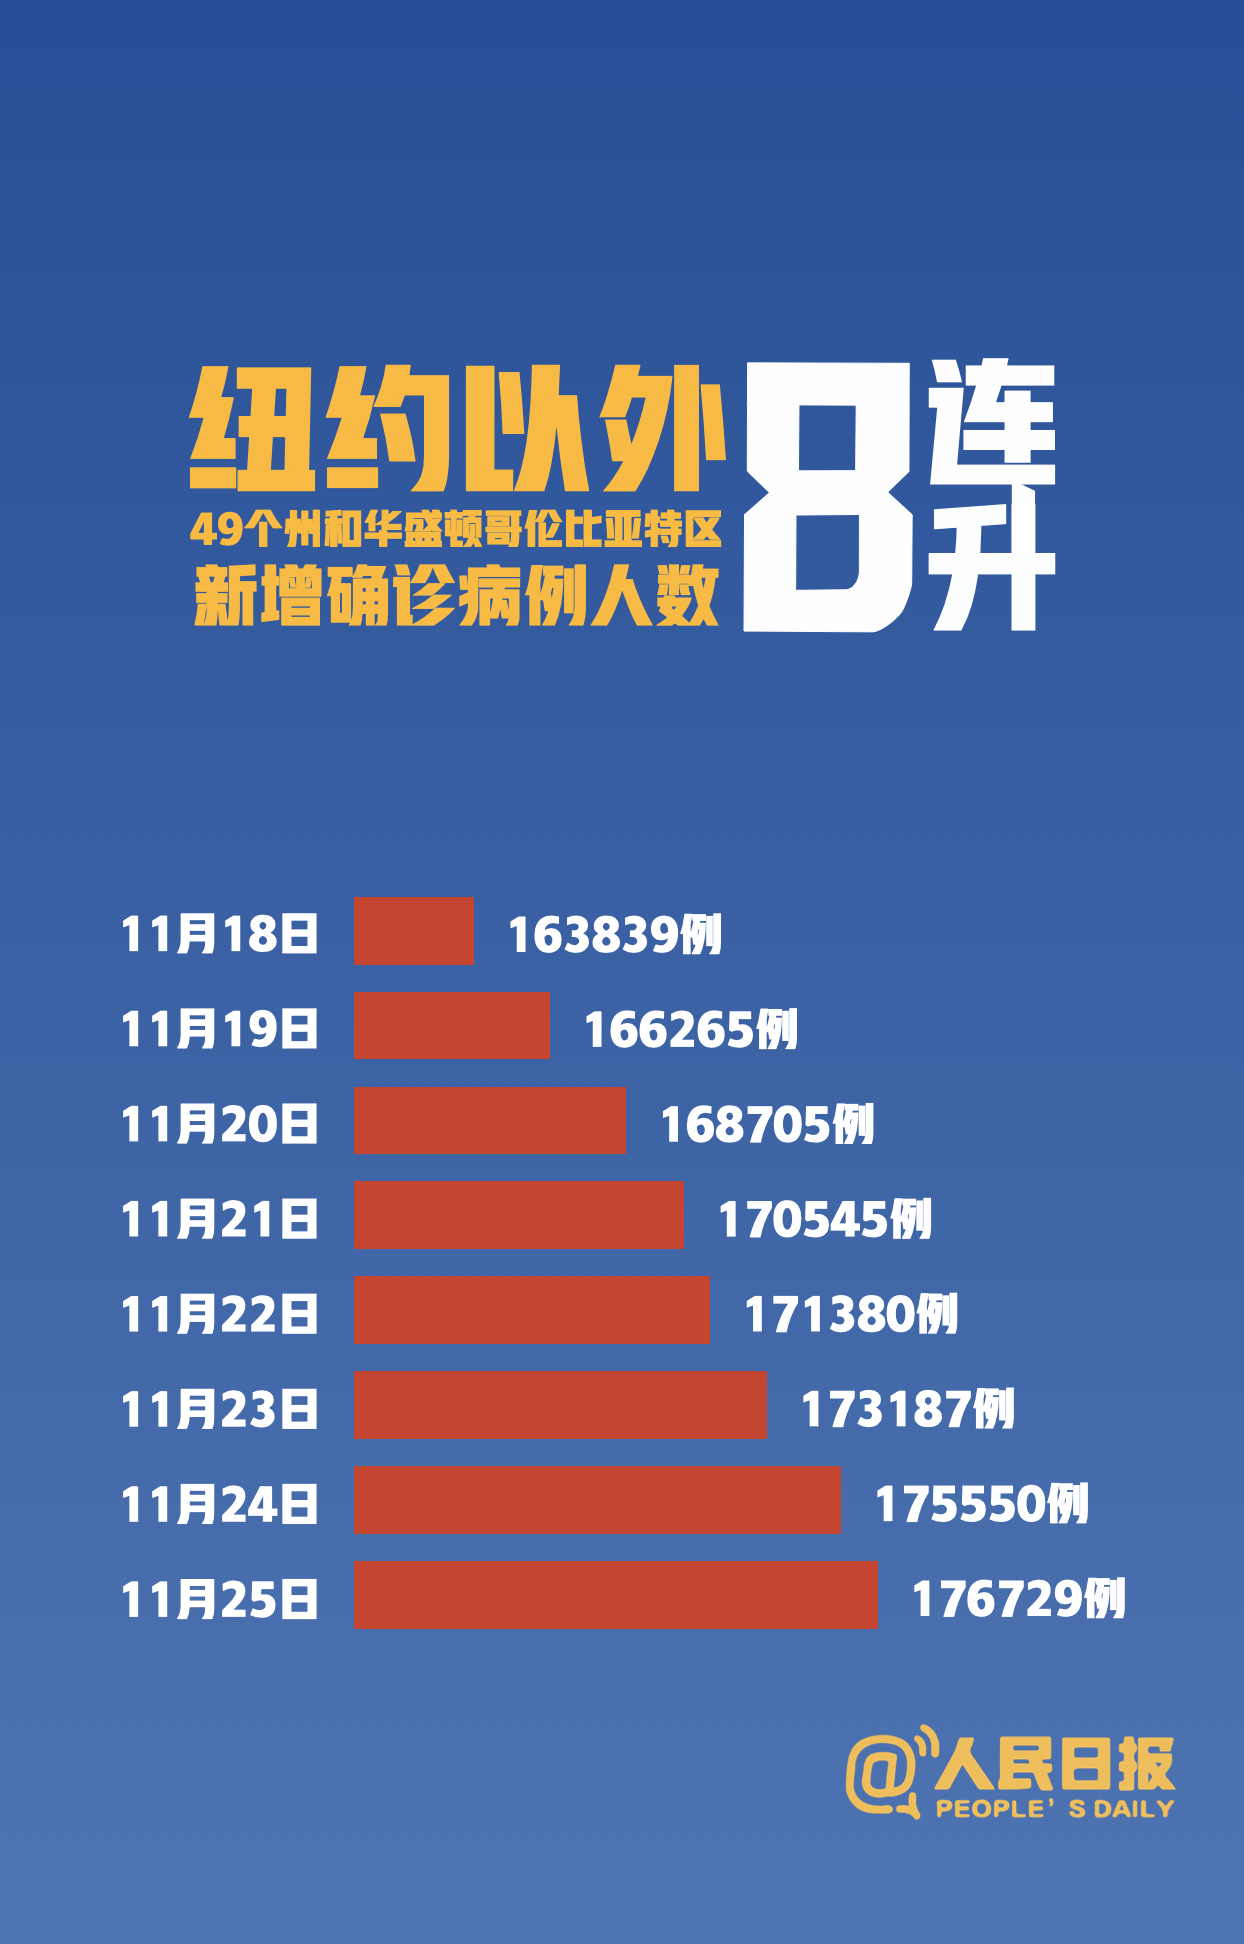 纽约以外
49个州和华盛顿哥伦比亚特区
新增确诊病例人数
8连升
11月18日 163839例
11月19日 166265例
11月20日 168705例
11月21日 170545例
11月22日 171380例
11月23日 173187例
11月24日 175550例
11月25日 176729例
@人民日报
PEOPLE'S DAILY